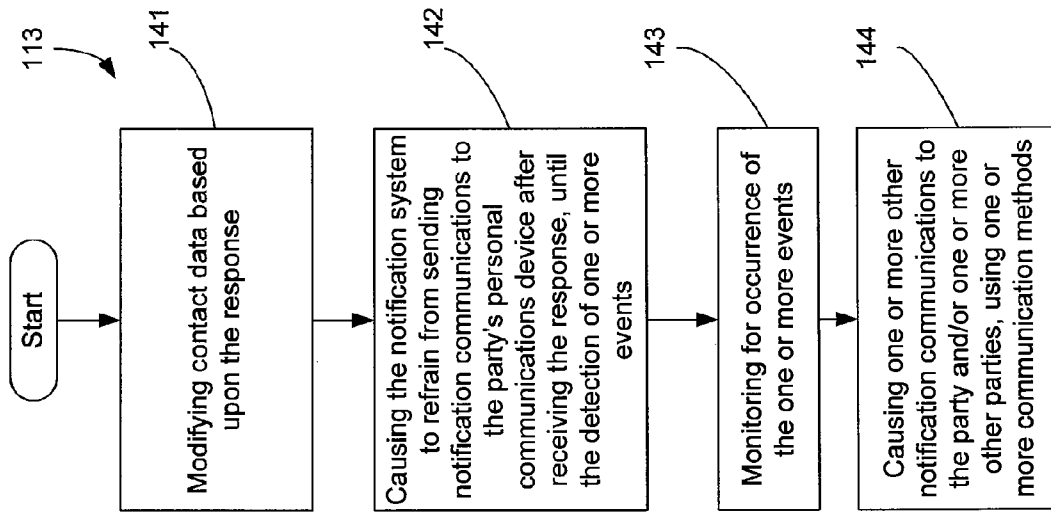 113
Start
141
Modifying contact data based
upon the response
142
Causing the notification system
to refrain from sending
notification communications to
the party's personal
communications device after
receiving the response, until
the detection of one or more
events
143
Monitoring for occurrence of
the one or more events
144
Causing one or more other
notification communications to
the party and/or one or more
other parties, using one or
more communication methods